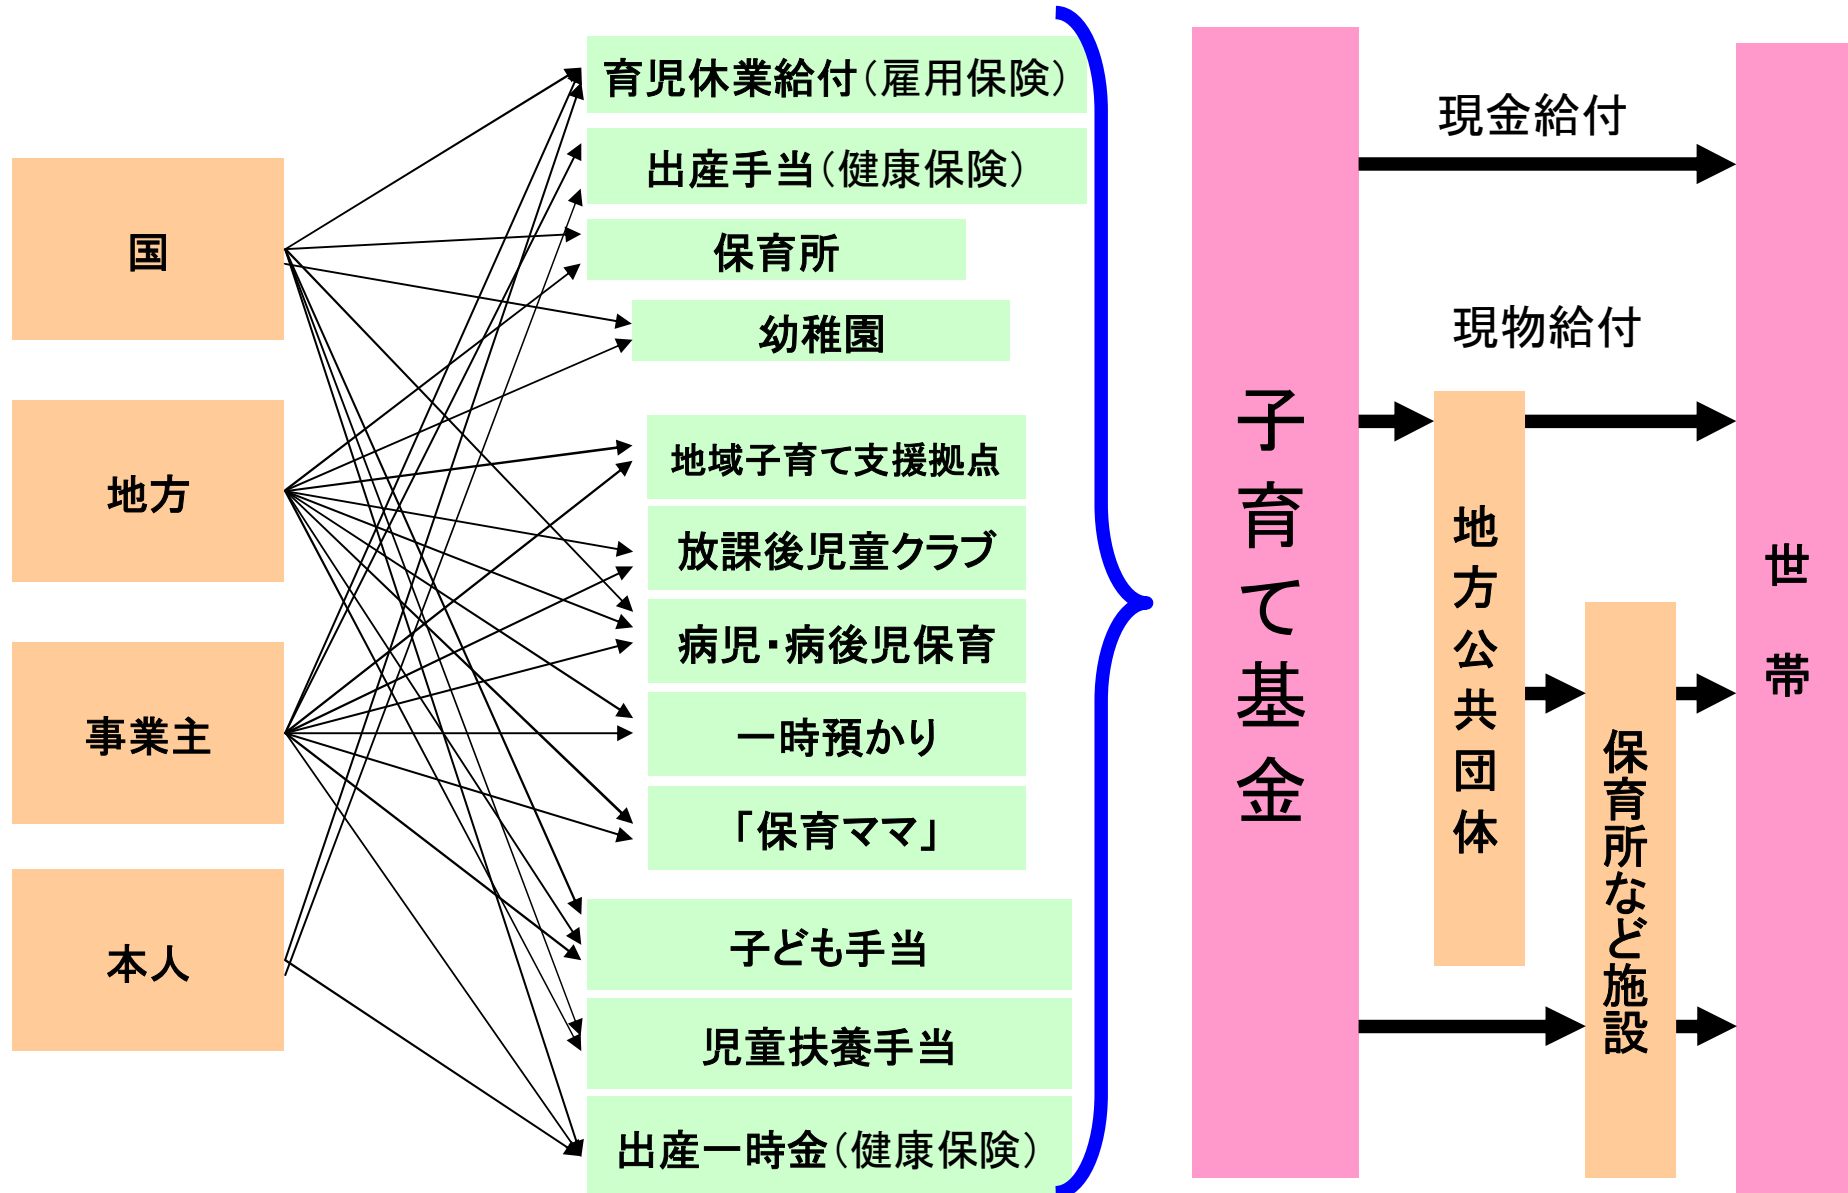 国
地方
事業主
本人
育児休業給付（雇用保険）
出産手当（健康保険）
保育所
幼稚園
地域子育て支援拠点
放課後児童クラブ
病児・病後児保育
一時預かり
「保育ママ」
子ども手当
児童扶養手当
出産一時金（健康保険）
子育て基金
現金給付
現物給付
地方公共団体
保育所など施設
世帯